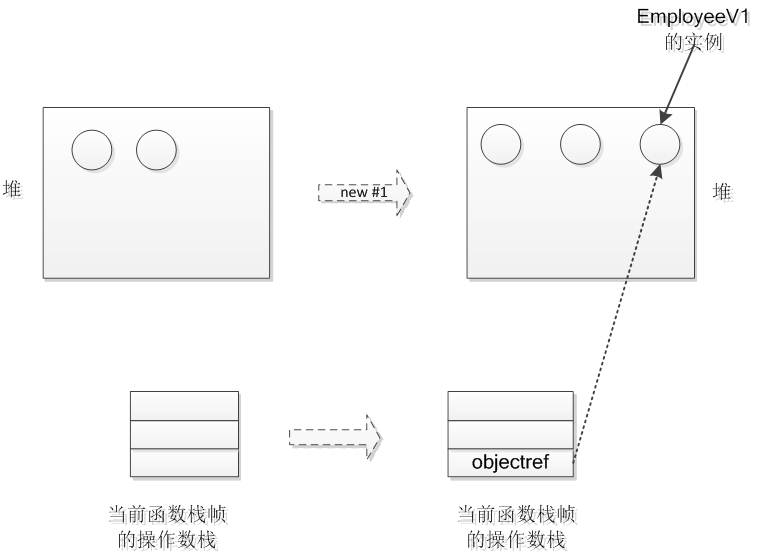 EmployeeV1
的实例
堆
new #1
堆
objectref
当前函数栈帧
的操作数栈
当前函数栈帧
的操作数栈